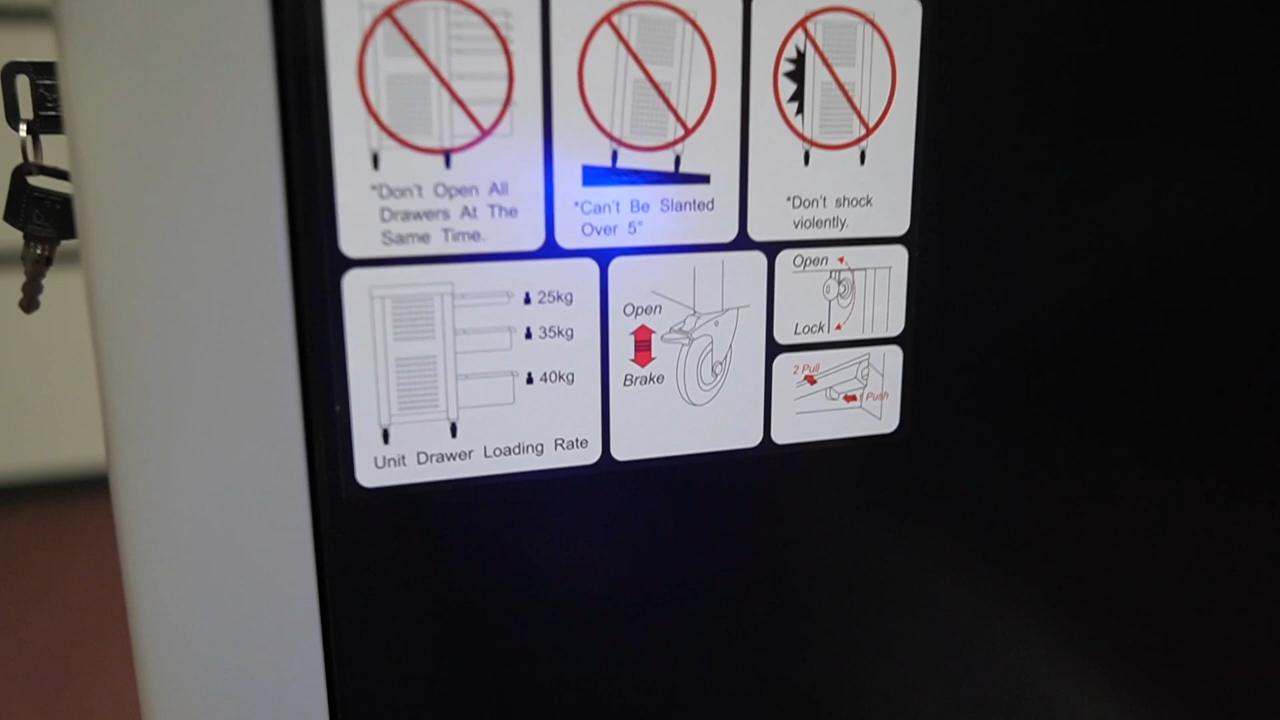 *Don't Open All
Drawers At The
Same Time.
*Can't Be Slanted
Over 5°
*Don't shock
violently.
25kg
35kg
40kg
Unit Drawer Loading Rate
Open
Brake
Open
Lock
2 Pull
1 Push